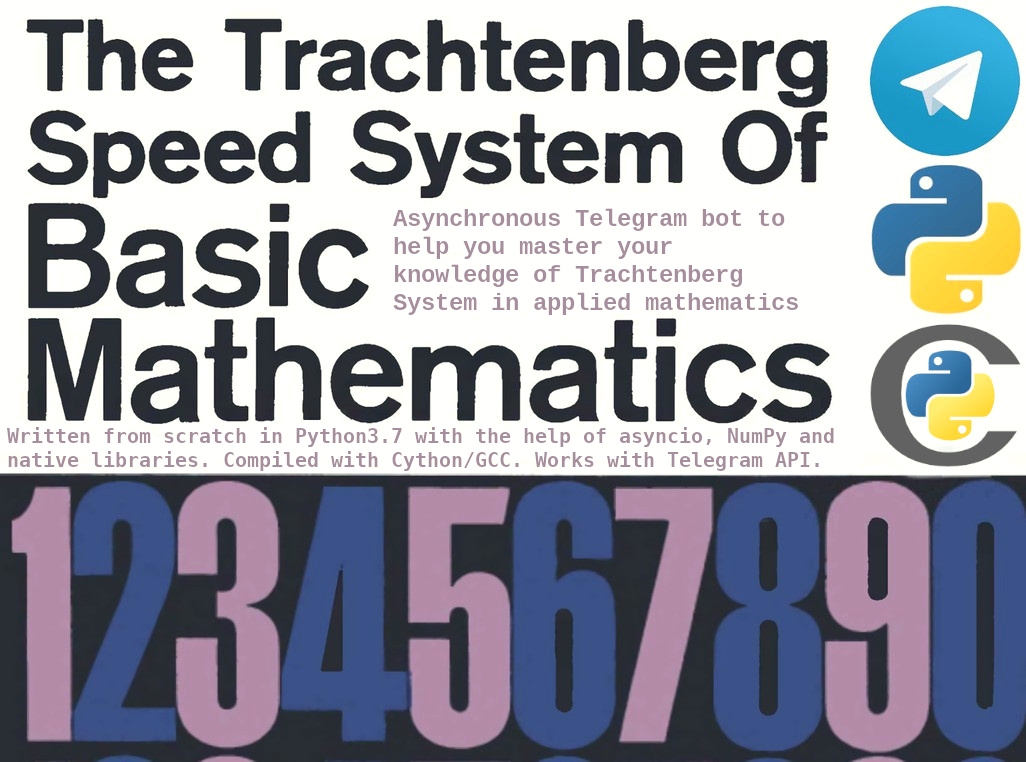 The Trachtenberg
Speed System Of
Basic
Asynchronous Telegram bot to
help you master your
knowledge of Trachtenberg
System in applied mathematics
Mathematics
Written from scratch in Python3.7 with the help of asyncio, NumPy and
native libraries. Compiled with Cython/GCC. Works with Telegram API.
1234567890